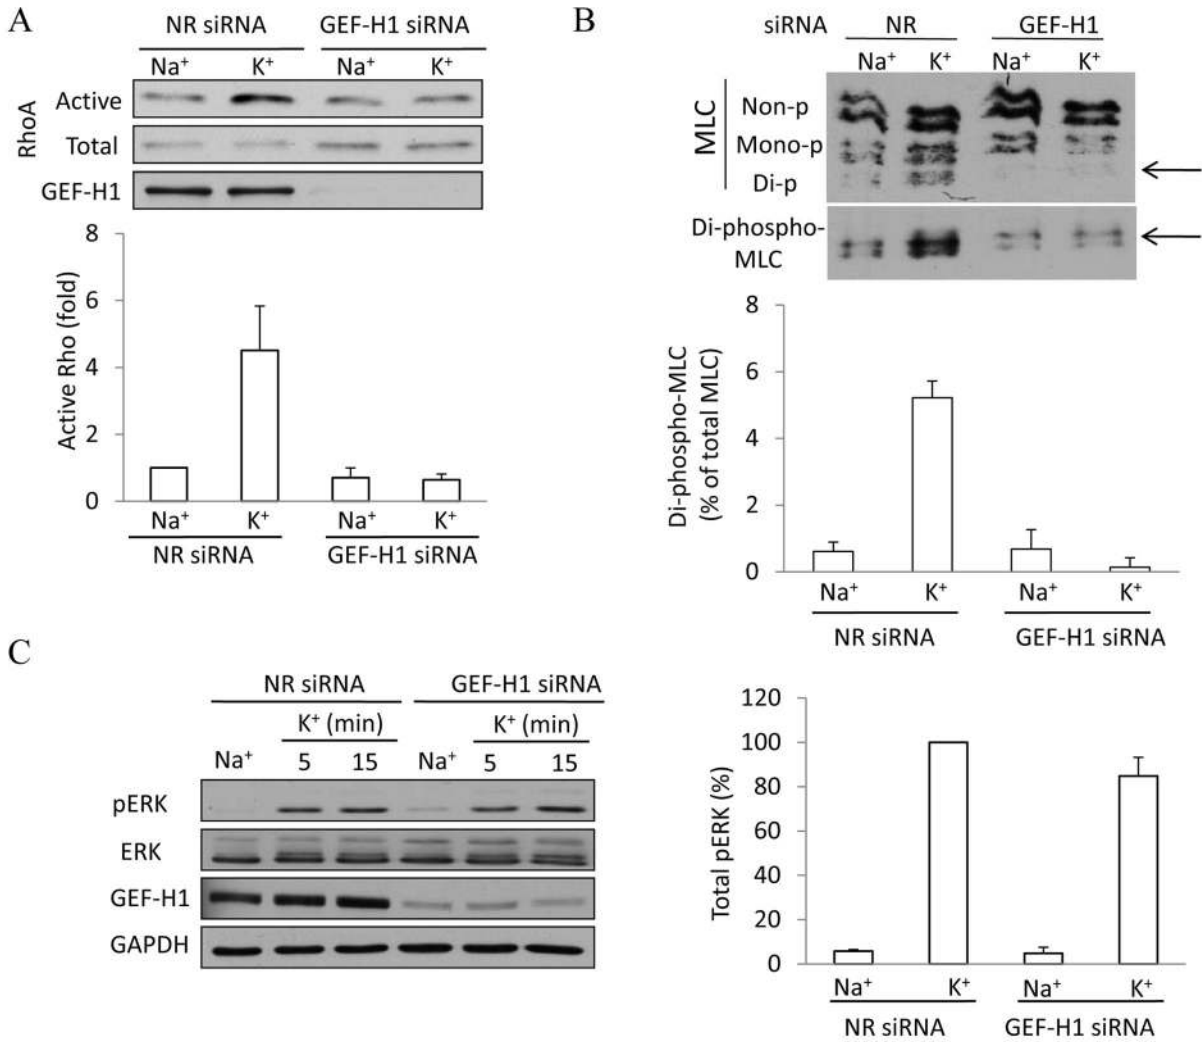 A
NR siRNA GEF-H1 siRNA
Na⁺ K⁺ Na⁺ K⁺
RhoA
Active
Total
GEF-H1
Active Rho (fold)
8
6
4
2
0
Na⁺ K⁺ Na⁺ K⁺
NR siRNA GEF-H1 siRNA
B
siRNA NR GEF-H1
Na⁺ K⁺ Na⁺ K⁺
MLC
Non-p
Mono-p
Di-p
Di-phospho-
MLC
Di-phospho-MLC
(% of total MLC)
8
6
4
2
0
Na⁺ K⁺ Na⁺ K⁺
NR siRNA GEF-H1 siRNA
C
NR siRNA GEF-H1 siRNA
K⁺ (min) K⁺ (min)
Na⁺ 5 15 Na⁺ 5 15
pERK
ERK
GEF-H1
GAPDH
Total pERK (%)
120
100
80
60
40
20
0
Na⁺ K⁺ Na⁺ K⁺
NR siRNA GEF-H1 siRNA